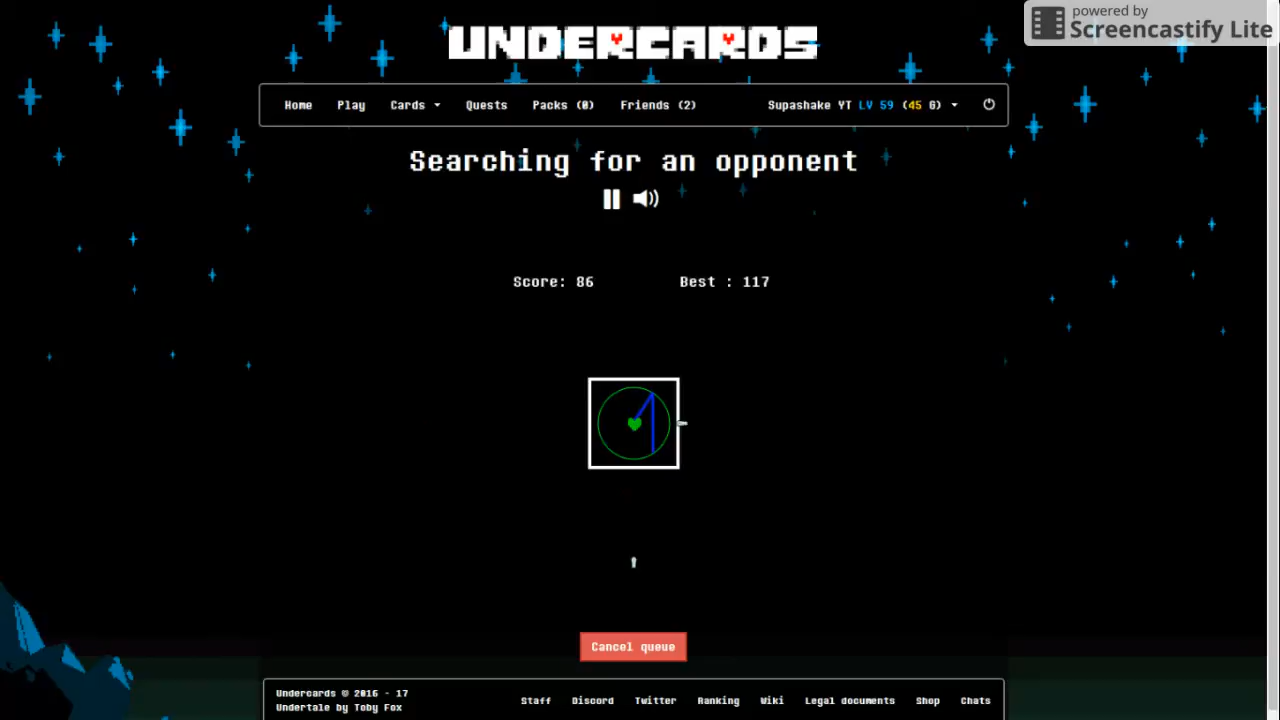 powered by
Screencastify Lite
UNDERCARDS
Home Play Cards Quests Packs (0) Friends (2) Supashake YT LV 59 (45 G)
Searching for an opponent
Score: 86 Best : 117
Cancel queue
Undercards © 2016 - 17
Undertale by Toby Fox
Staff Discord Twitter Ranking Wiki Legal documents Shop Chats